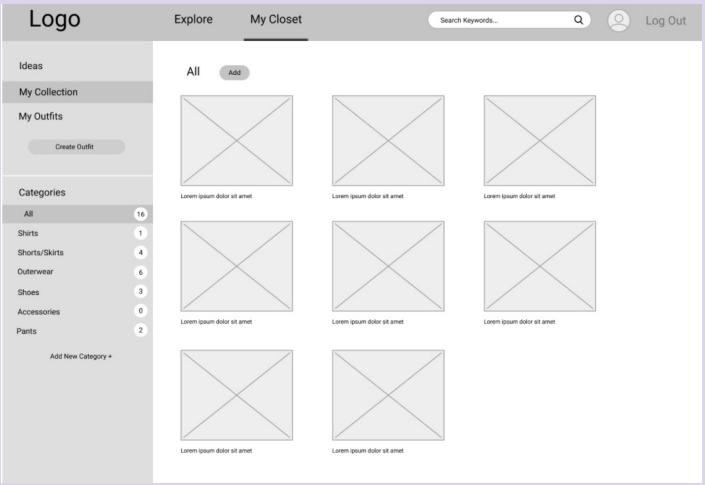 Logo
Explore
My Closet
Search Keywords...
Log Out
Ideas
My Collection
My Outfits
Create Outfit
Categories
All 16
Shirts 1
Shorts/Skirts 4
Outerwear 6
Shoes 3
Accessories 0
Pants 2
Add New Category +
All
Add
Lorem ipsum dolor sit amet
Lorem ipsum dolor sit amet
Lorem ipsum dolor sit amet
Lorem ipsum dolor sit amet
Lorem ipsum dolor sit amet
Lorem ipsum dolor sit amet
Lorem ipsum dolor sit amet
Lorem ipsum dolor sit amet